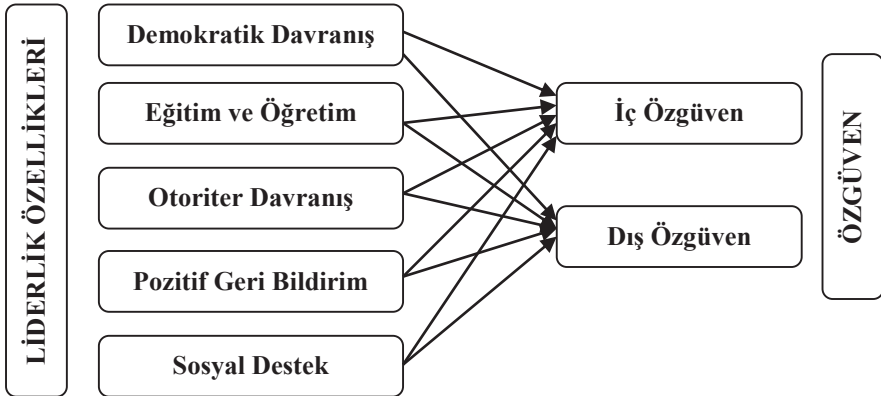 LİDERLİK ÖZELLİKLERİ
Demokratik Davranış
Eğitim ve Öğretim
Otoriter Davranış
Pozitif Geri Bildirim
Sosyal Destek
İç Özgüven
Dış Özgüven
ÖZGÜVEN